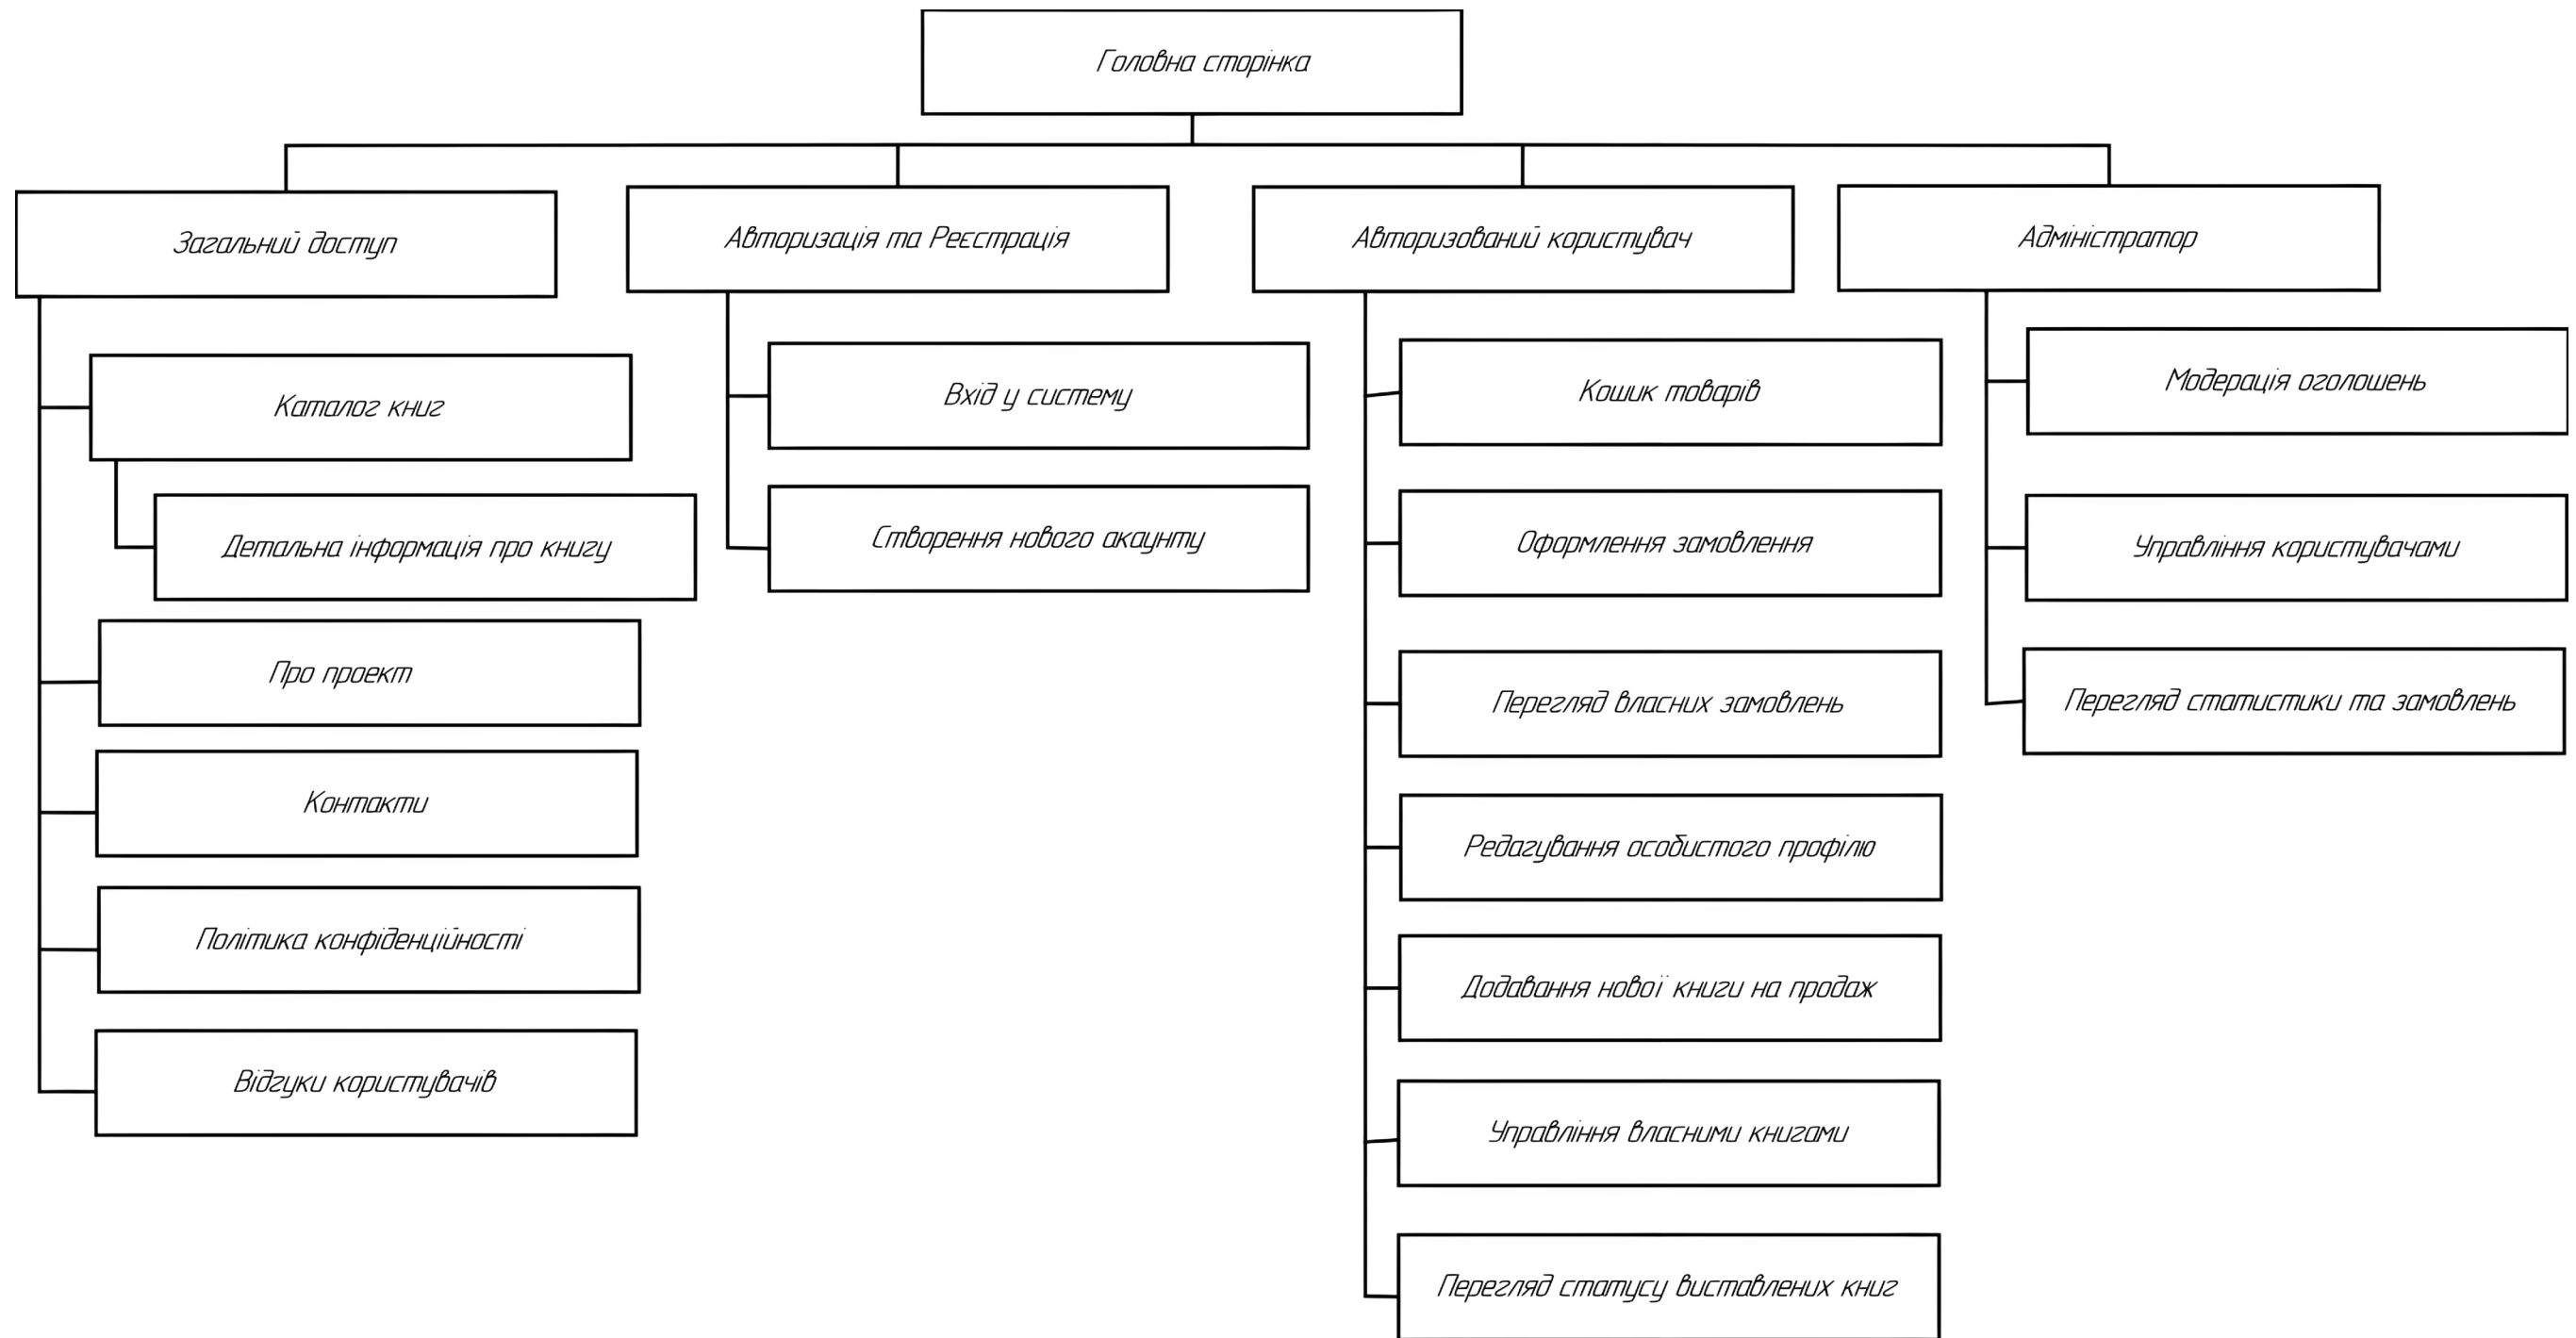 Головна сторінка
Загальний доступ
Авторизація та Реєстрація
Авторизований користувач
Адміністратор
Каталог книг
Детальна інформація про книгу
Про проект
Контакти
Політика конфіденційності
Відгуки користувачів
Вхід у систему
Створення нового акаунту
Кошик товарів
Оформлення замовлення
Перегляд власних замовлень
Редагування особистого профілю
Додавання нової книги на продаж
Управління власними книгами
Перегляд статусу виставлених книг
Модерація оголошень
Управління користувачами
Перегляд статистики та замовлень